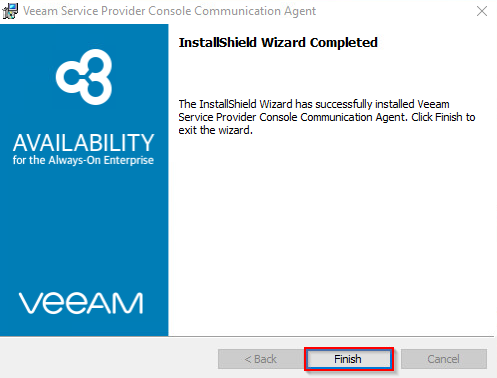 Veeam Service Provider Console Communication Agent
InstallShield Wizard Completed
The InstallShield Wizard has successfully installed Veeam
Service Provider Console Communication Agent. Click Finish to
exit the wizard.
AVAILABILITY
for the Always-On Enterprise
veeAM
< Back
Finish
Cancel